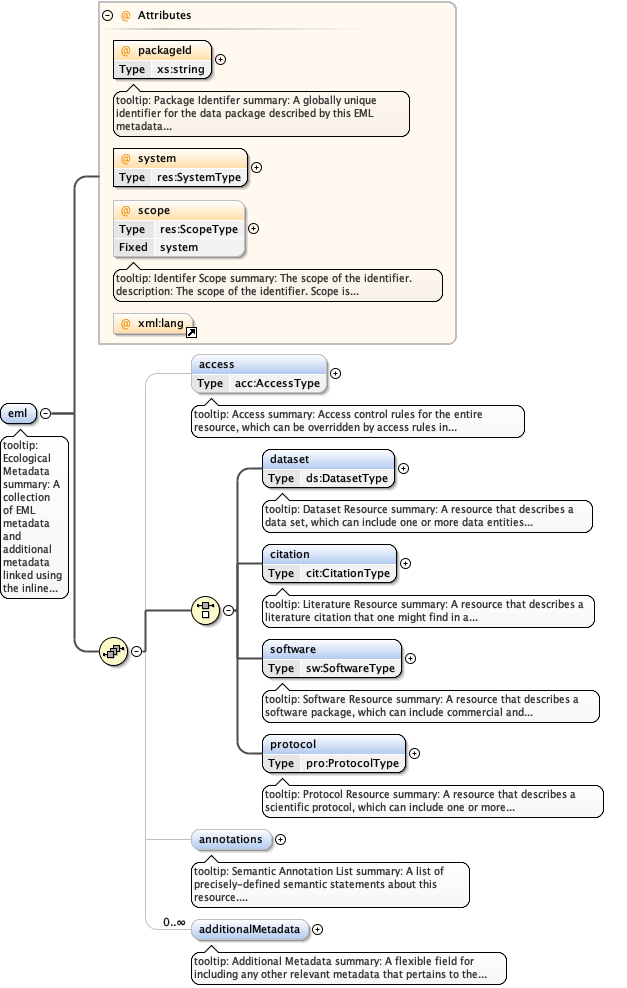 @ Attributes
@ packageId
Type xs:string
tooltip: Package Identifer summary: A globally unique
identifier for the data package described by this EML
metadata...
@ system
Type res:SystemType
@ scope
Type res:ScopeType
Fixed system
tooltip: Identifer Scope summary: The scope of the identifier.
description: The scope of the identifier. Scope is...
@ xml:lang
access
Type acc:AccessType
tooltip: Access summary: Access control rules for the entire
resource, which can be overridden by access rules in...
eml
tooltip:
Ecological
Metadata
summary: A
collection
of EML
metadata
and
additional
metadata
linked using
the inline...
dataset
Type ds:DatasetType
tooltip: Dataset Resource summary: A resource that describes a
data set, which can include one or more data entities...
citation
Type cit:CitationType
tooltip: Literature Resource summary: A resource that describes a
literature citation that one might find in a...
software
Type sw:SoftwareType
tooltip: Software Resource summary: A resource that describes a
software package, which can include commercial and...
protocol
Type pro:ProtocolType
tooltip: Protocol Resource summary: A resource that describes a
scientific protocol, which can include one or more...
annotations
tooltip: Semantic Annotation List summary: A list of
precisely-defined semantic statements about this
resource....
0..∞
additionalMetadata
tooltip: Additional Metadata summary: A flexible field for
including any other relevant metadata that pertains to the...